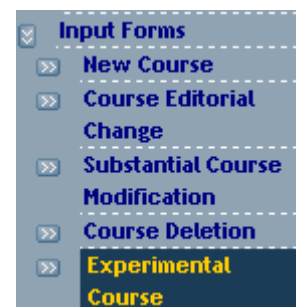 Input Forms
New Course
Course Editorial
Change
Substantial Course
Modification
Course Deletion
Experimental
Course